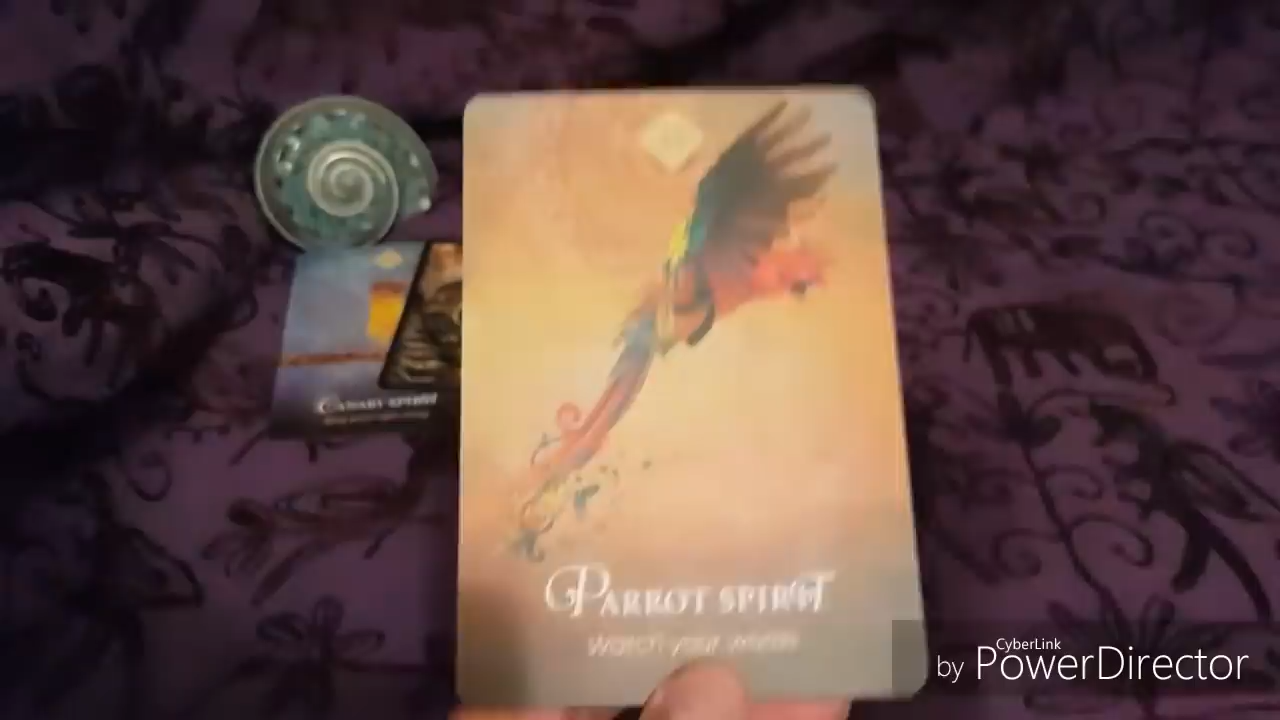 CANARY SPIRIT
PARROT SPIRIT
Watch your words
CyberLink
by PowerDirector